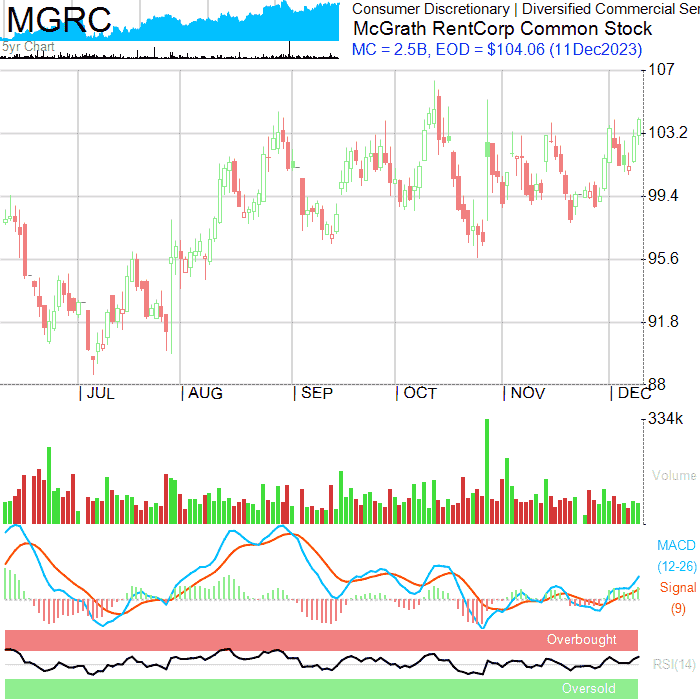 MGRC
Consumer Discretionary | Diversified Commercial Ser
McGrath RentCorp Common Stock
MC = 2.5B, EOD = $104.06 (11Dec2023)
5yr Chart
107
103.2
99.4
95.6
91.8
88
| JUL | AUG | SEP | OCT | NOV | DEC
334k
Volume
MACD
(12-26)
Signal
(9)
Overbought
RSI(14)
Oversold